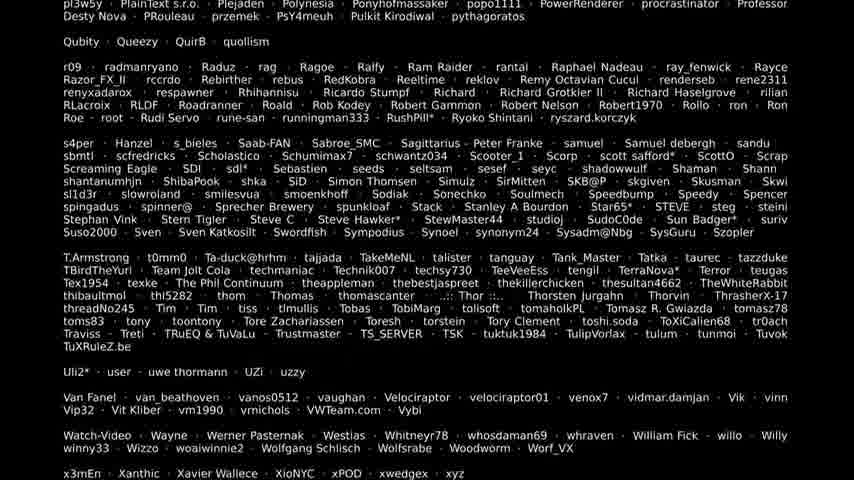 pl3w5y · PlainText s.r.o. · Plejaden · Polynesia · Ponyhofmassaker · popo1111 · PowerRenderer · procrastinator · Professor
Desty Nova · PRouleau · przemek · PsY4meuh · Pulkit Kirodiwal · pythagoratos
Qubity · Queezy · QuirB · quollism
r09 · radmanryano · Raduz · rag · Ragoe · Ralfy · Ram Raider · rantal · Raphael Nadeau · ray_fenwick · Rayce
Razor_FX_II · rccrdo · Rebirther · rebus · RedKobra · Reeltime · reklov · Remy Octavian Cucul · renderseb · rene2311
renyxadarox · respawner · Rhihannisu · Ricardo Stumpf · Richard · Richard Grotkier II · Richard Haselgrove · rilian
RLacroix · RLDF · Roadranner · Roald · Rob Kodey · Robert Gammon · Robert Nelson · Robert1970 · Rollo · ron · Ron
Roe · root · Rudi Servo · rune-san · runningman333 · RushPill* · Ryoko Shintani · ryszard.korczyk
s4per · Hanzel · s_bieles · Saab-FAN · Sabroe_SMC · Sagittarius - Peter Franke · samuel · Samuel debergh · sandu
sbmtl · scfredricks · Scholastico · Schumimax7 · schwantz034 · Scooter_1 · Scorp · scott safford* · ScottO · Scrap
Screaming Eagle · SDI · sdl* · Sebastien · seeds · seltsam · sesef · seyc · shadowwulf · Shaman · Shann
shantanumhjn · ShibaPook · shka · SiD · Simon Thomsen · Simulz · SirMitten · SKB@P · skgiven · Skusman · Skwi
sl1d3r · slowroland · smilesvua · smoenkhoff · Sodiak · Sonechko · Soulmech · Speedbump · Speedy · Spencer
spingadus · spinner@ · Sprecher Brewery · spunkloaf · Stack · Stanley A Bourdon · Star65* · STEVE · steg · steini
Stephan Vink · Stern Tigler · Steve C · Steve Hawker* · StewMaster44 · studioj · SudoC0de · Sun Badger* · suriv
Suso2000 · Sven · Sven Katkosilt · Swordfish · Sympodius · Synoel · synonym24 · Sysadm@Nbg · SysGuru · Szopler
T.Armstrong · t0mm0 · Ta-duck@hrhm · tajjada · TakeMeNL · talister · tanguay · Tank_Master · Tatka · taurec · tazzduke
TBirdTheYuri · Team Jolt Cola · techmaniac · Technik007 · techsy730 · TeeVeeEss · tengil · TerraNova* · Terror · teugas
Tex1954 · texke · The Phil Continuum · theappleman · thebestjaspreet · thekillerchicken · thesultan4662 · TheWhiteRabbit
thibaultmol · thl5282 · thom · Thomas · thomascanter · ..:: Thor ::.. · Thorsten Jurgahn · Thorvin · ThrasherX-17
threadNo245 · Tim · Tim · tiss · tlmullis · Tobas · TobiMarg · tolisoft · tomaholkPL · Tomasz R. Gwiazda · tomasz78
toms83 · tony · toontony · Tore Zachariassen · Toresh · torstein · Tory Clement · toshi.soda · ToXiCalien68 · tr0ach
Traviss · Treti · TRuEQ & TuVaLu · Trustmaster · TS_SERVER · TSK · tuktuk1984 · TulipVorlax · tulum · tunmoi · Tuvok
TuXRuleZ.be
Uli2* · user · uwe thormann · UZi · uzzy
Van Fanel · van_beathoven · vanos0512 · vaughan · Velociraptor · velociraptor01 · venox7 · vidmar.damjan · Vik · vinn
Vip32 · Vit Kliber · vm1990 · vrnichols · VWTeam.com · Vybi
Watch-Video · Wayne · Werner Pasternak · Westias · Whitneyr78 · whosdaman69 · whraven · William Fick · willo · Willy
winny33 · Wizzo · woaiwinnie2 · Wolfgang Schlisch · Wolfsrabe · Woodworm · Worf_VX
x3mEn · Xanthic · Xavier Wallece · XioNYC · xPOD · xwedgex · xyz